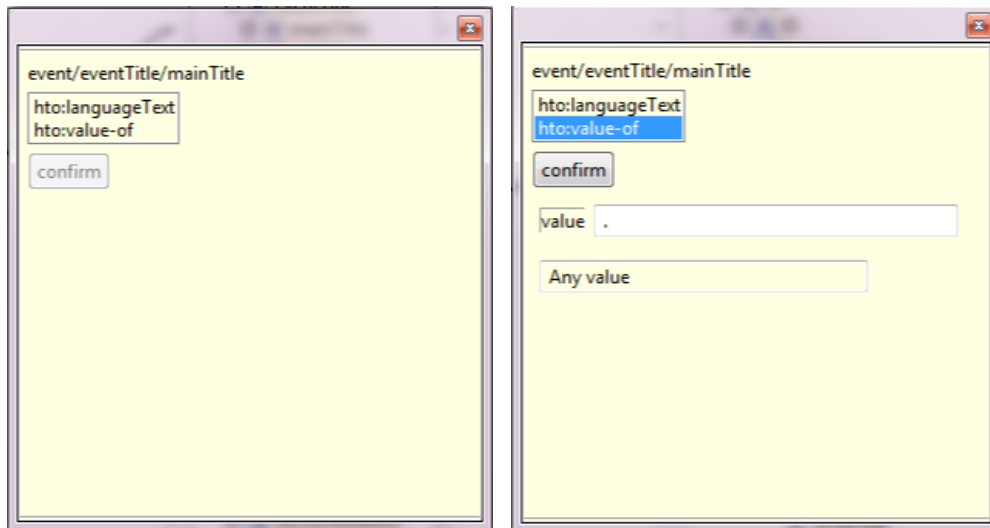 event/eventTitle/mainTitle
hto:languageText
hto:value-of
confirm
event/eventTitle/mainTitle
hto:languageText
hto:value-of
confirm
value .
Any value